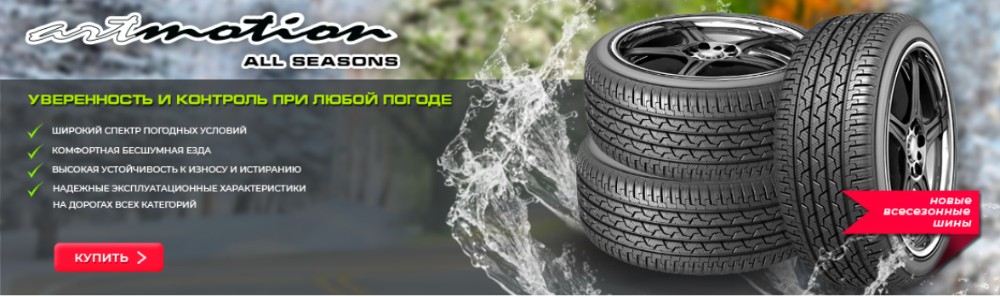 artmotion
ALL SEASONS
УВЕРЕННОСТЬ И КОНТРОЛЬ ПРИ ЛЮБОЙ ПОГОДЕ
ШИРОКИЙ СПЕКТР ПОГОДНЫХ УСЛОВИЙ
КОМФОРТНАЯ БЕСШУМНАЯ ЕЗДА
ВЫСОКАЯ УСТОЙЧИВОСТЬ К ИЗНОСУ И ИСТИРАНИЮ
НАДЕЖНЫЕ ЭКСПЛУАТАЦИОННЫЕ ХАРАКТЕРИСТИКИ
НА ДОРОГАХ ВСЕХ КАТЕГОРИЙ
КУПИТЬ
новые
всесезонные
шины